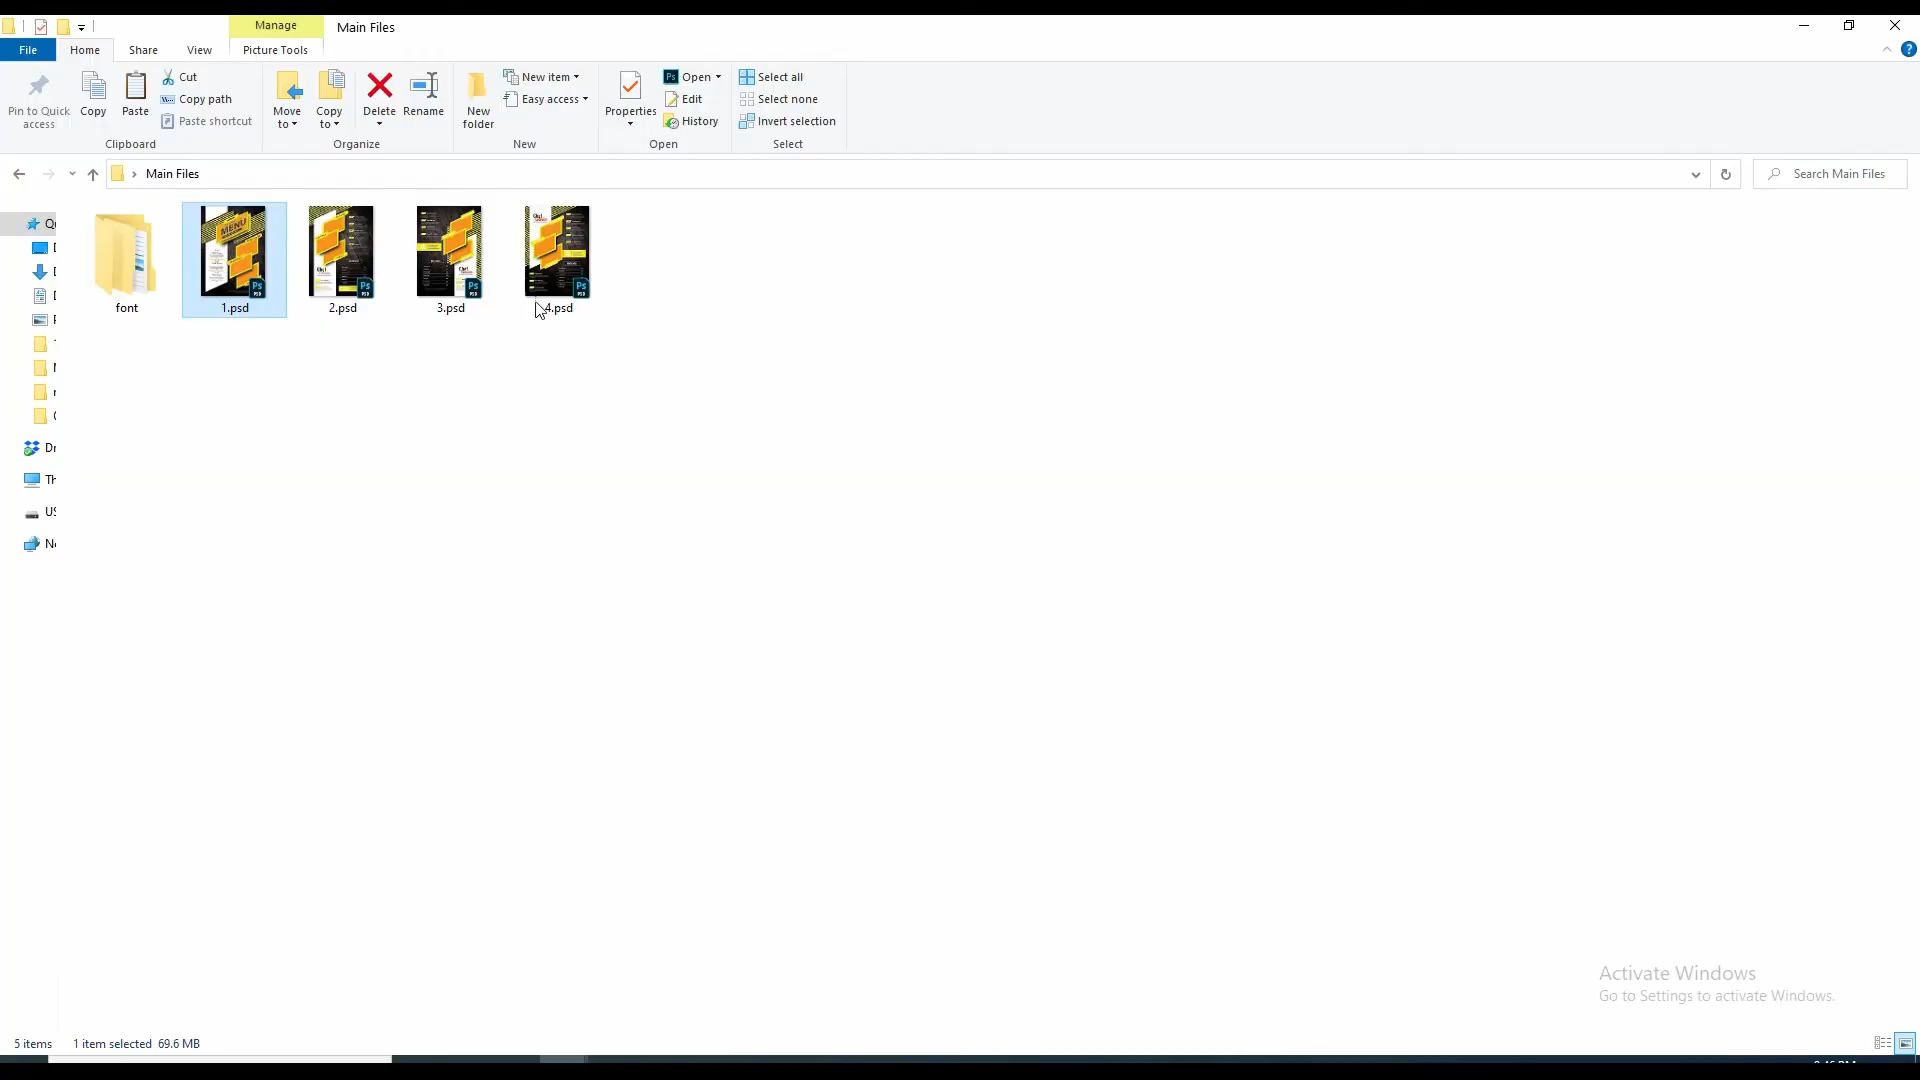 Manage
Main Files
File
Home
Share
View
Picture Tools
Pin to Quick
access
Copy
Paste
Cut
Copy path
Paste shortcut
Clipboard
Move
to
Copy
to
Delete
Rename
Organize
New
folder
New item
Easy access
New
Properties
Open
Edit
History
Open
Select all
Select none
Invert selection
Select
Main Files
Search Main Files
font
1.psd
2.psd
3.psd
4.psd
MENU
Activate Windows
Go to Settings to activate Windows.
5 items
1 item selected 69.6 MB